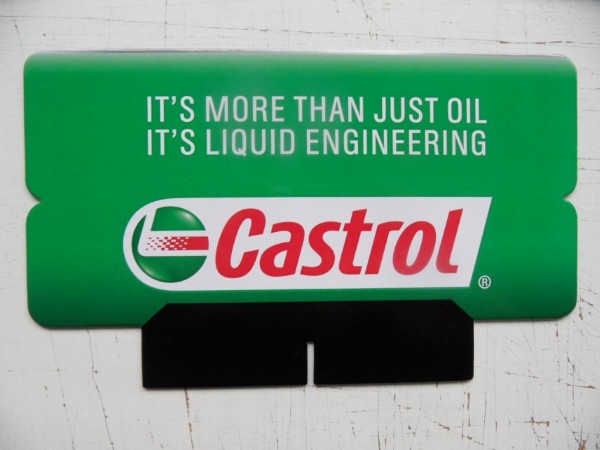 IT'S MORE THAN JUST OIL
IT'S LIQUID ENGINEERING
Castrol ®